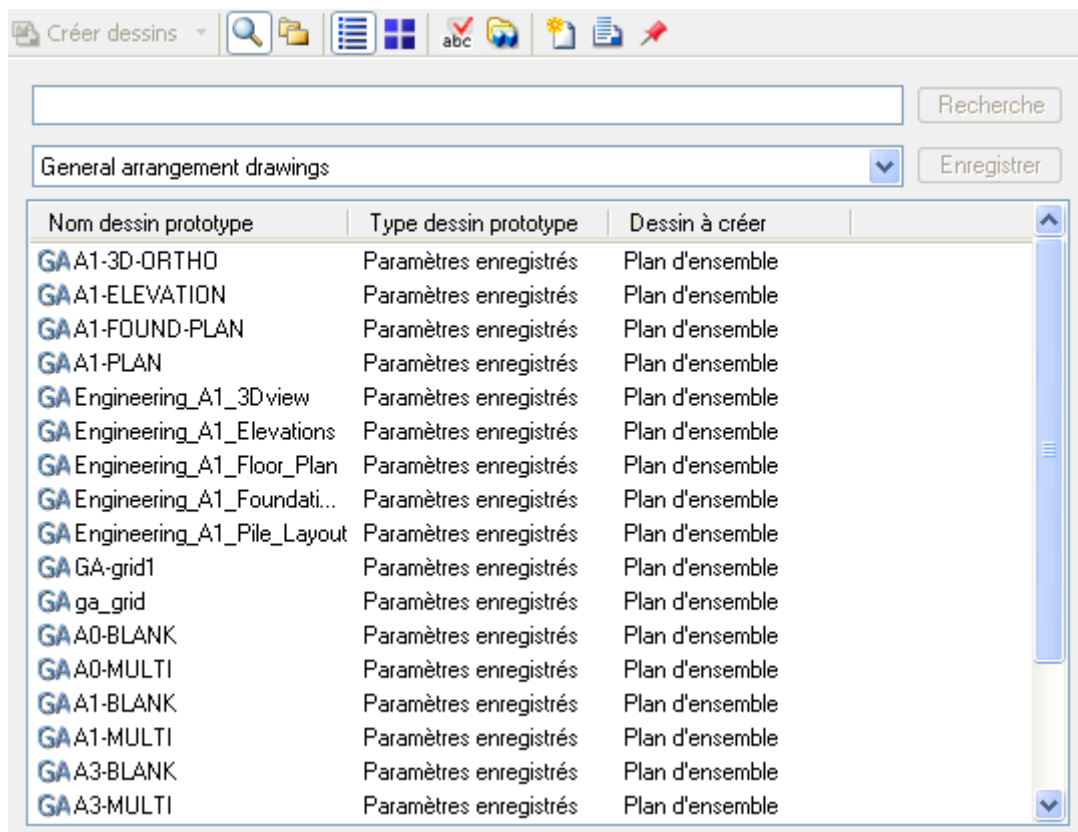 Créer dessins
abc
Recherche
General arrangement drawings
Enregistrer
Nom dessin prototype Type dessin prototype Dessin à créer
GA A1-3D-ORTHO Paramètres enregistrés Plan d'ensemble
GA A1-ELEVATION Paramètres enregistrés Plan d'ensemble
GA A1-FOUND-PLAN Paramètres enregistrés Plan d'ensemble
GA A1-PLAN Paramètres enregistrés Plan d'ensemble
GA Engineering_A1_3Dview Paramètres enregistrés Plan d'ensemble
GA Engineering_A1_Elevations Paramètres enregistrés Plan d'ensemble
GA Engineering_A1_Floor_Plan Paramètres enregistrés Plan d'ensemble
GA Engineering_A1_Foundati... Paramètres enregistrés Plan d'ensemble
GA Engineering_A1_Pile_Layout Paramètres enregistrés Plan d'ensemble
GA GA-grid1 Paramètres enregistrés Plan d'ensemble
GA ga_grid Paramètres enregistrés Plan d'ensemble
GA A0-BLANK Paramètres enregistrés Plan d'ensemble
GA A0-MULTI Paramètres enregistrés Plan d'ensemble
GA A1-BLANK Paramètres enregistrés Plan d'ensemble
GA A1-MULTI Paramètres enregistrés Plan d'ensemble
GA A3-BLANK Paramètres enregistrés Plan d'ensemble
GA A3-MULTI Paramètres enregistrés Plan d'ensemble